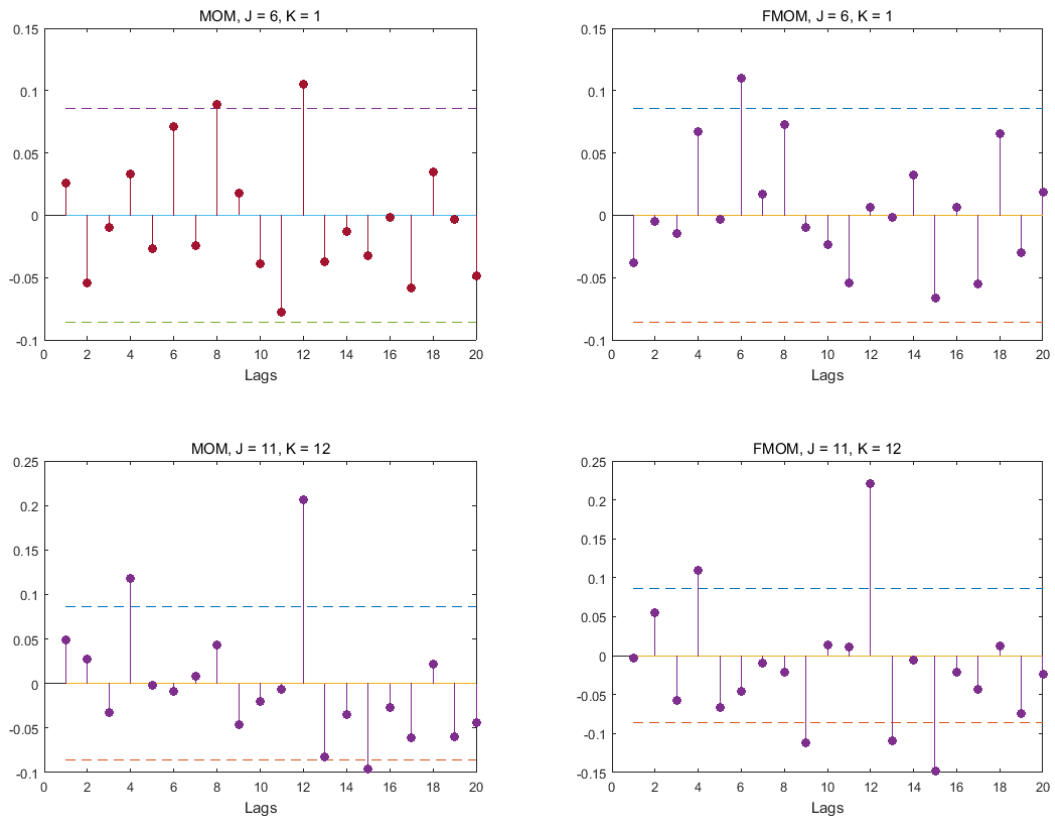 MOM, J = 6, K = 1
0.15
0.1
0.05
0
-0.05
-0.1
0 2 4 6 8 10 12 14 16 18 20
Lags
FMOM, J = 6, K = 1
0.15
0.1
0.05
0
-0.05
-0.1
0 2 4 6 8 10 12 14 16 18 20
Lags
MOM, J = 11, K = 12
0.25
0.2
0.15
0.1
0.05
0
-0.05
-0.1
0 2 4 6 8 10 12 14 16 18 20
Lags
FMOM, J = 11, K = 12
0.25
0.2
0.15
0.1
0.05
0
-0.05
-0.1
-0.15
0 2 4 6 8 10 12 14 16 18 20
Lags